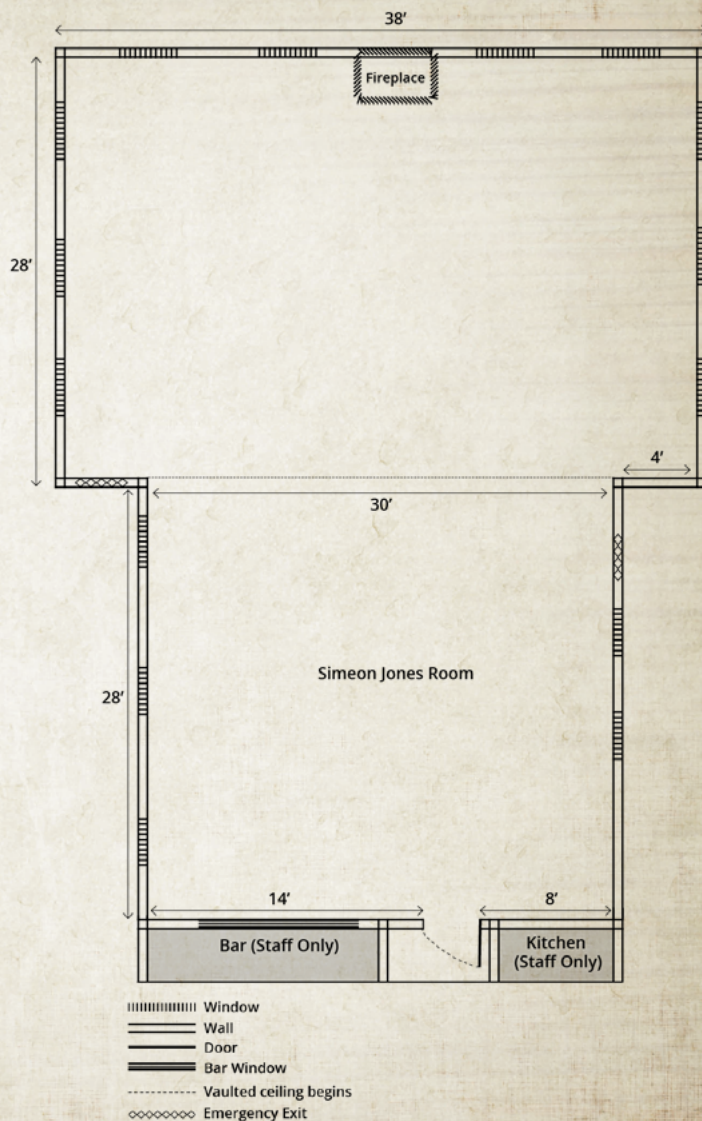 38’
Fireplace
28’
4’
30’
Simeon Jones Room
28’
14’
8’
Bar (Staff Only)
Kitchen
(Staff Only)
Window
Wall
Door
Bar Window
Vaulted ceiling begins
Emergency Exit